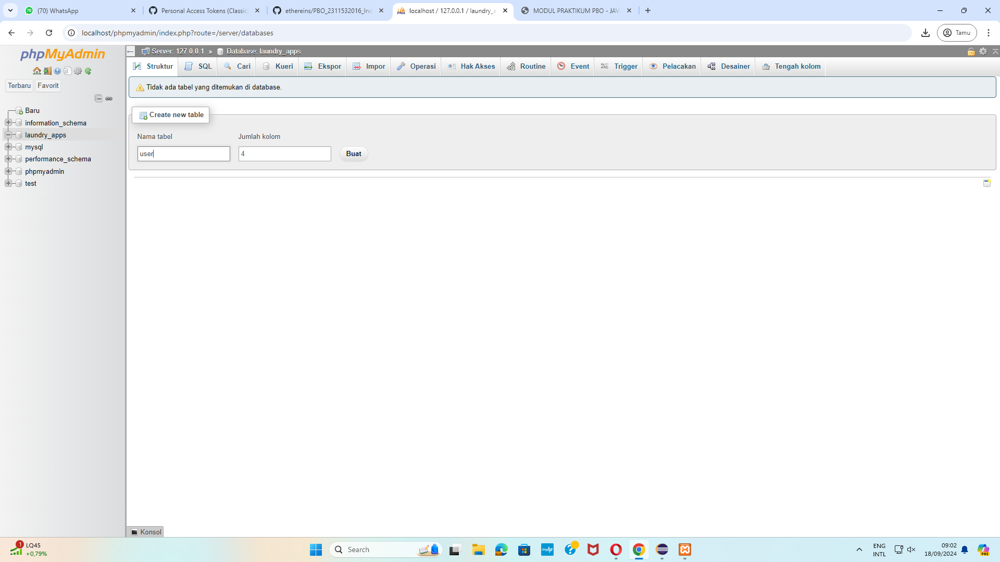 (70) WhatsApp
Personal Access Tokens (Classic
ethereins/PBO_2311532016_Ind
localhost / 127.0.0.1 / laundry_a
MODUL PRAKTIKUM PBO - JAV
localhost/phpmyadmin/index.php?route=/server/databases
Tamu
phpMyAdmin
Server: 127.0.0.1 » Database: laundry_apps
Struktur SQL Cari Kueri Ekspor Impor Operasi Hak Akses Routine Event Trigger Pelacakan Desainer Tengah kolom
Terbaru Favorit
Baru
information_schema
laundry_apps
mysql
performance_schema
phpmyadmin
test
Tidak ada tabel yang ditemukan di database.
Create new table
Nama tabel Jumlah kolom
user 4 Buat
Konsol
1 LQ45
+0,79%
Search
myhp
ENG
INTL
09:02
18/09/2024
PRE